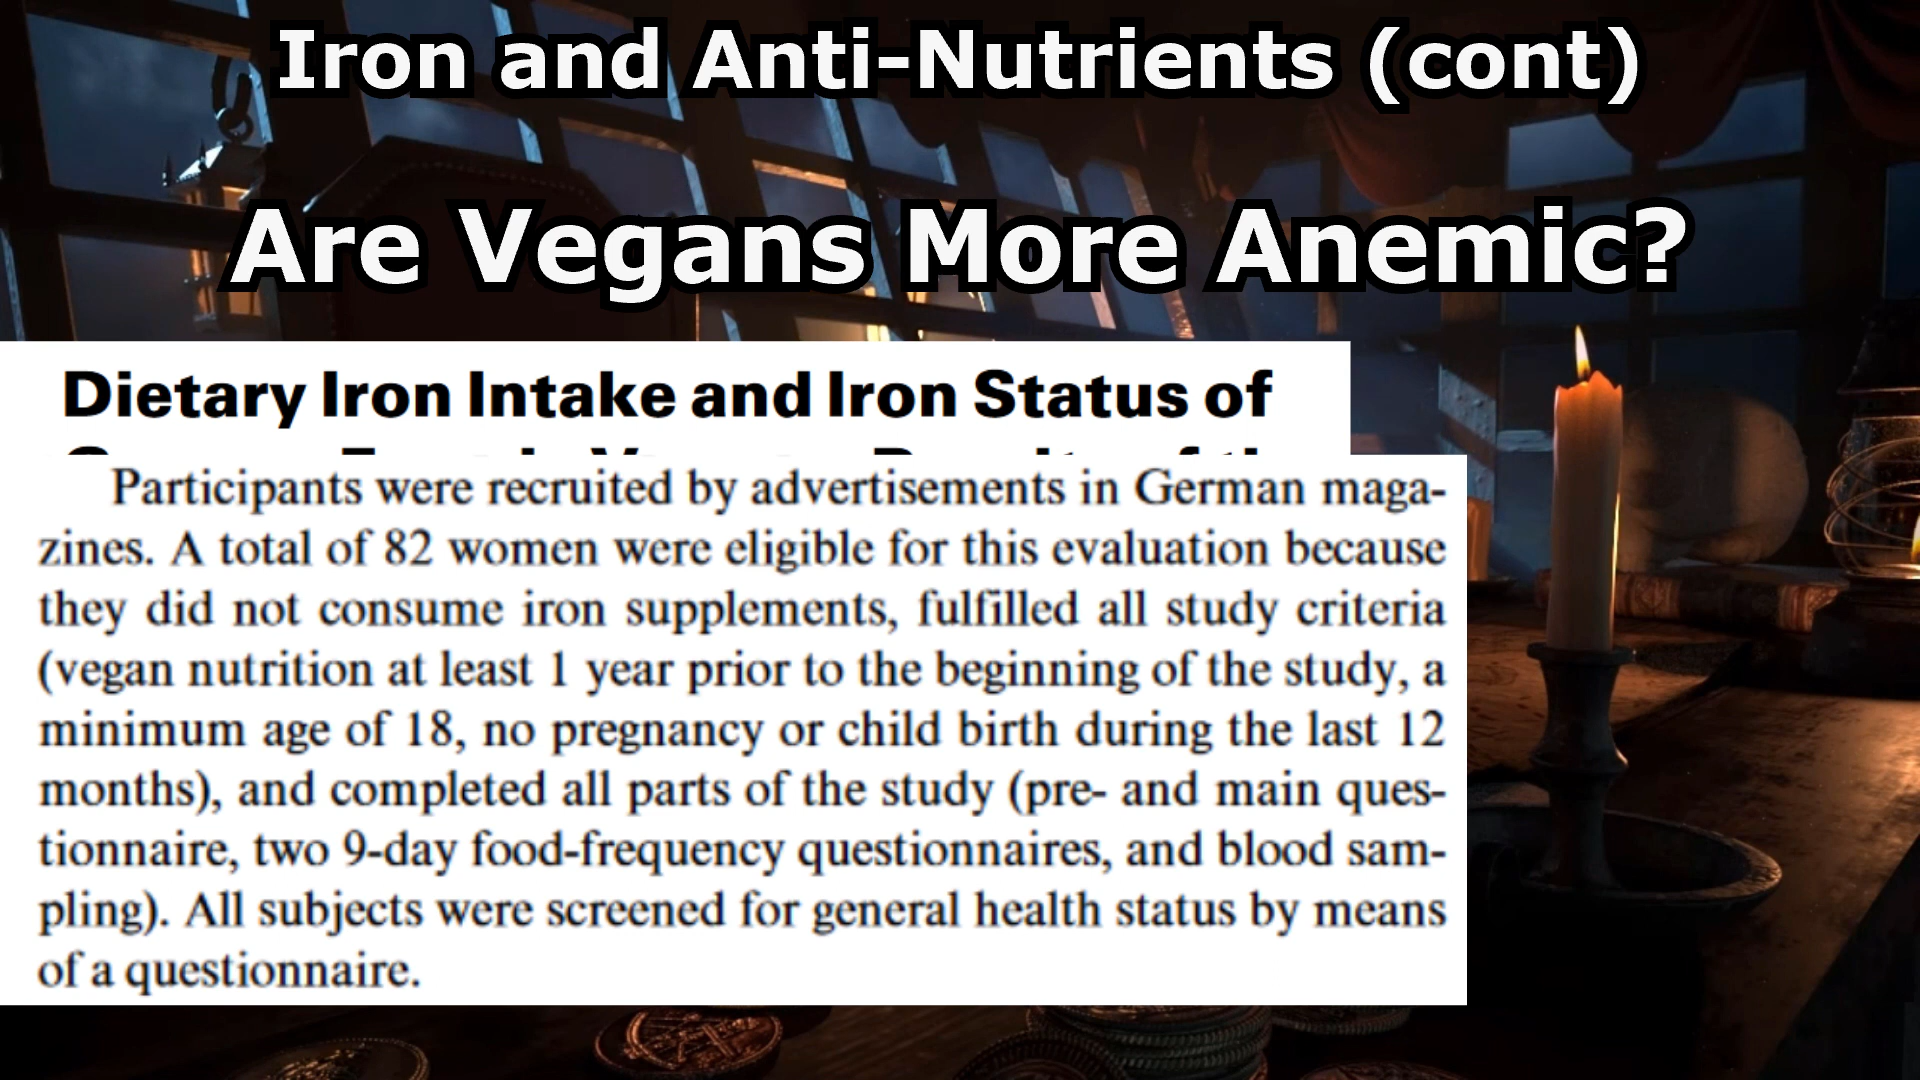 Iron and Anti-Nutrients (cont)
Are Vegans More Anemic?
Dietary Iron Intake and Iron Status of
Participants were recruited by advertisements in German maga-
zines. A total of 82 women were eligible for this evaluation because
they did not consume iron supplements, fulfilled all study criteria
(vegan nutrition at least 1 year prior to the beginning of the study, a
minimum age of 18, no pregnancy or child birth during the last 12
months), and completed all parts of the study (pre- and main ques-
tionnaire, two 9-day food-frequency questionnaires, and blood sam-
pling). All subjects were screened for general health status by means
of a questionnaire.